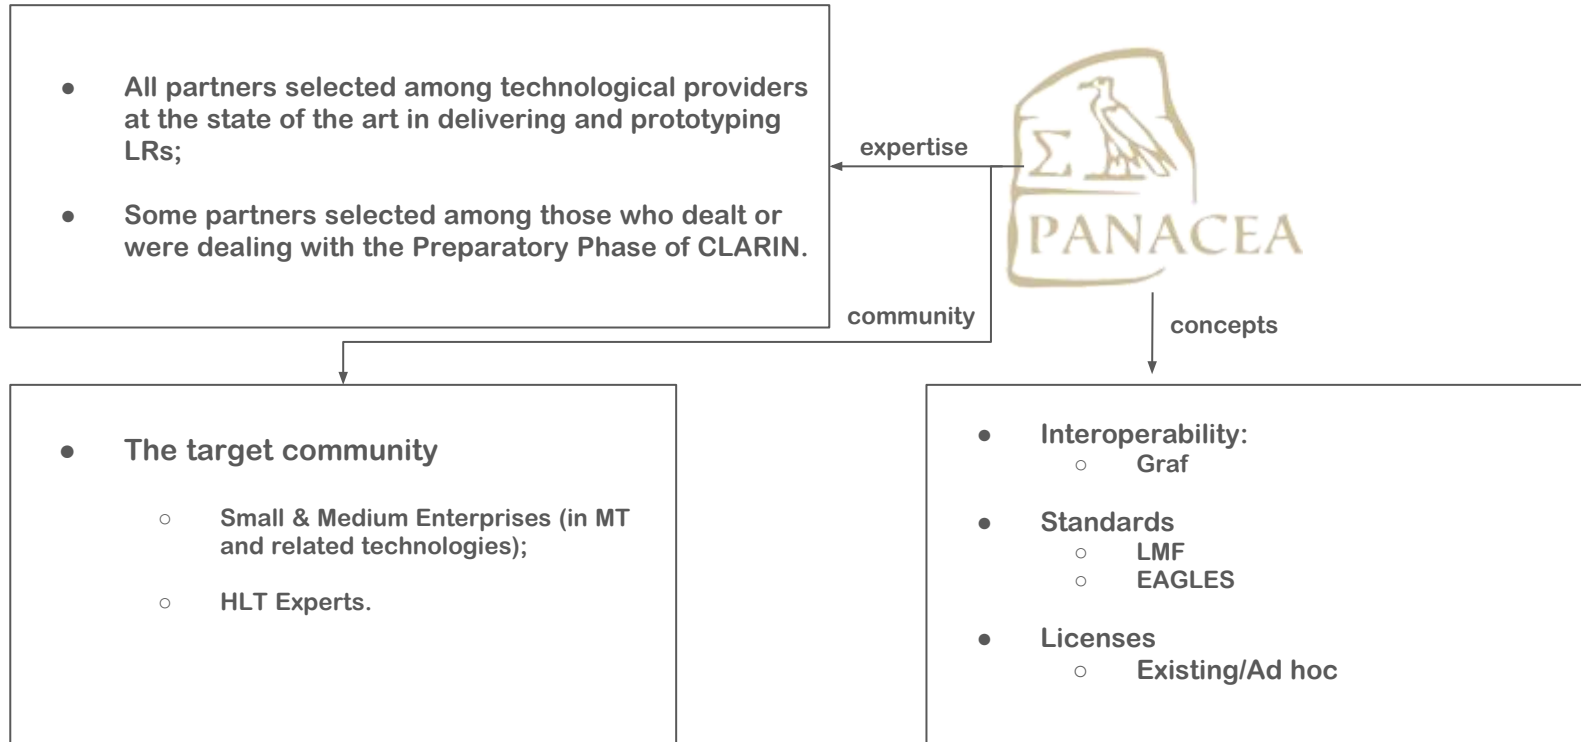 ● All partners selected among technological providers
at the state of the art in delivering and prototyping
LRs;
● Some partners selected among those who dealt or
were dealing with the Preparatory Phase of CLARIN.
expertise
Σ
PANACEA
community
concepts
● The target community
○ Small & Medium Enterprises (in MT
and related technologies);
○ HLT Experts.
● Interoperability:
○ Graf
● Standards
○ LMF
○ EAGLES
● Licenses
○ Existing/Ad hoc